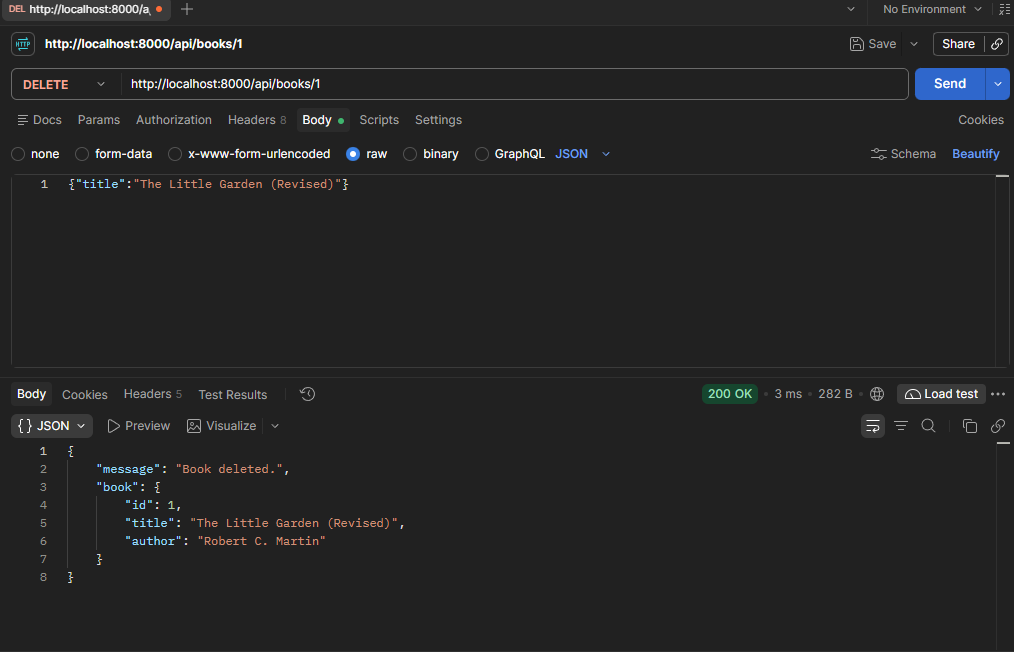 DEL http://localhost:8000/a
No Environment
HTTP http://localhost:8000/api/books/1
Save Share
DELETE http://localhost:8000/api/books/1 Send
Docs Params Authorization Headers 8 Body Scripts Settings Cookies
none form-data x-www-form-urlencoded raw binary GraphQL JSON Schema Beautify
1 {"title":"The Little Garden (Revised)"}
Body Cookies Headers 5 Test Results 200 OK • 3 ms • 282 B • Load test
{} JSON Preview Visualize
1 {
2 "message": "Book deleted.",
3 "book": {
4 "id": 1,
5 "title": "The Little Garden (Revised)",
6 "author": "Robert C. Martin"
7 }
8 }